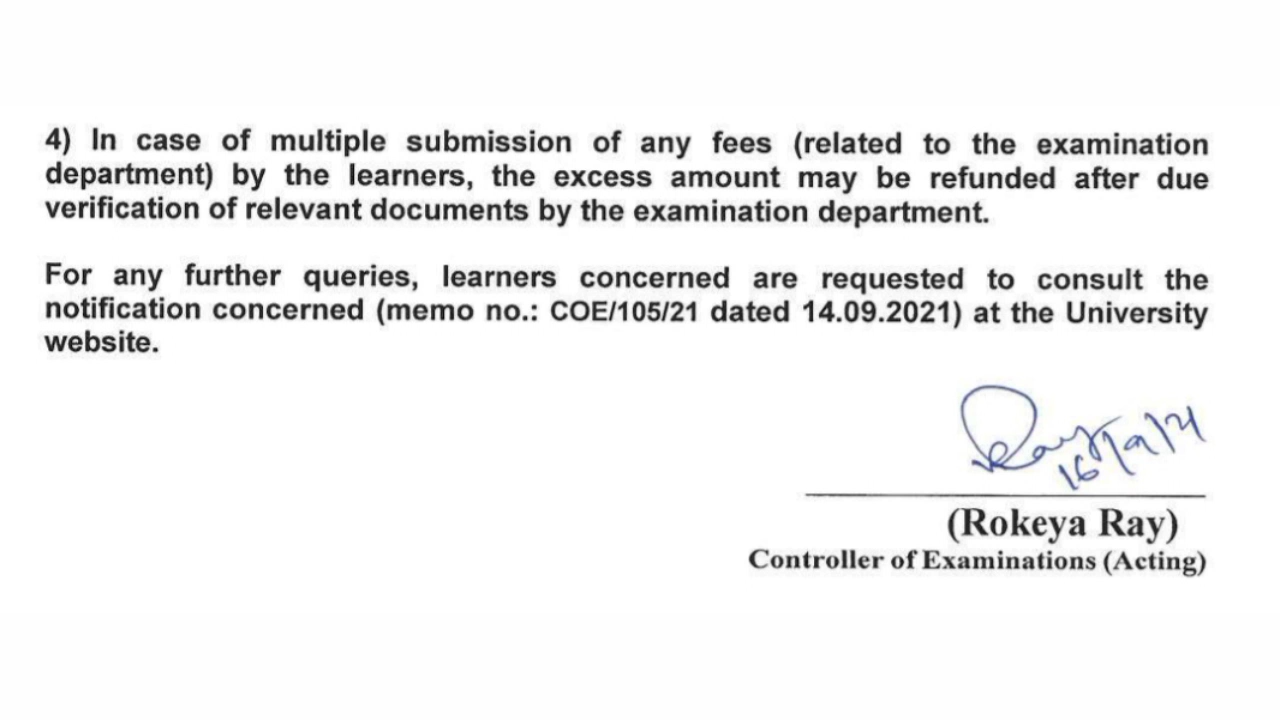 4) In case of multiple submission of any fees (related to the examination
department) by the learners, the excess amount may be refunded after due
verification of relevant documents by the examination department.
For any further queries, learners concerned are requested to consult the
notification concerned (memo no.: COE/105/21 dated 14.09.2021) at the University
website.
Ray
16/9/21
(Rokeya Ray)
Controller of Examinations (Acting)